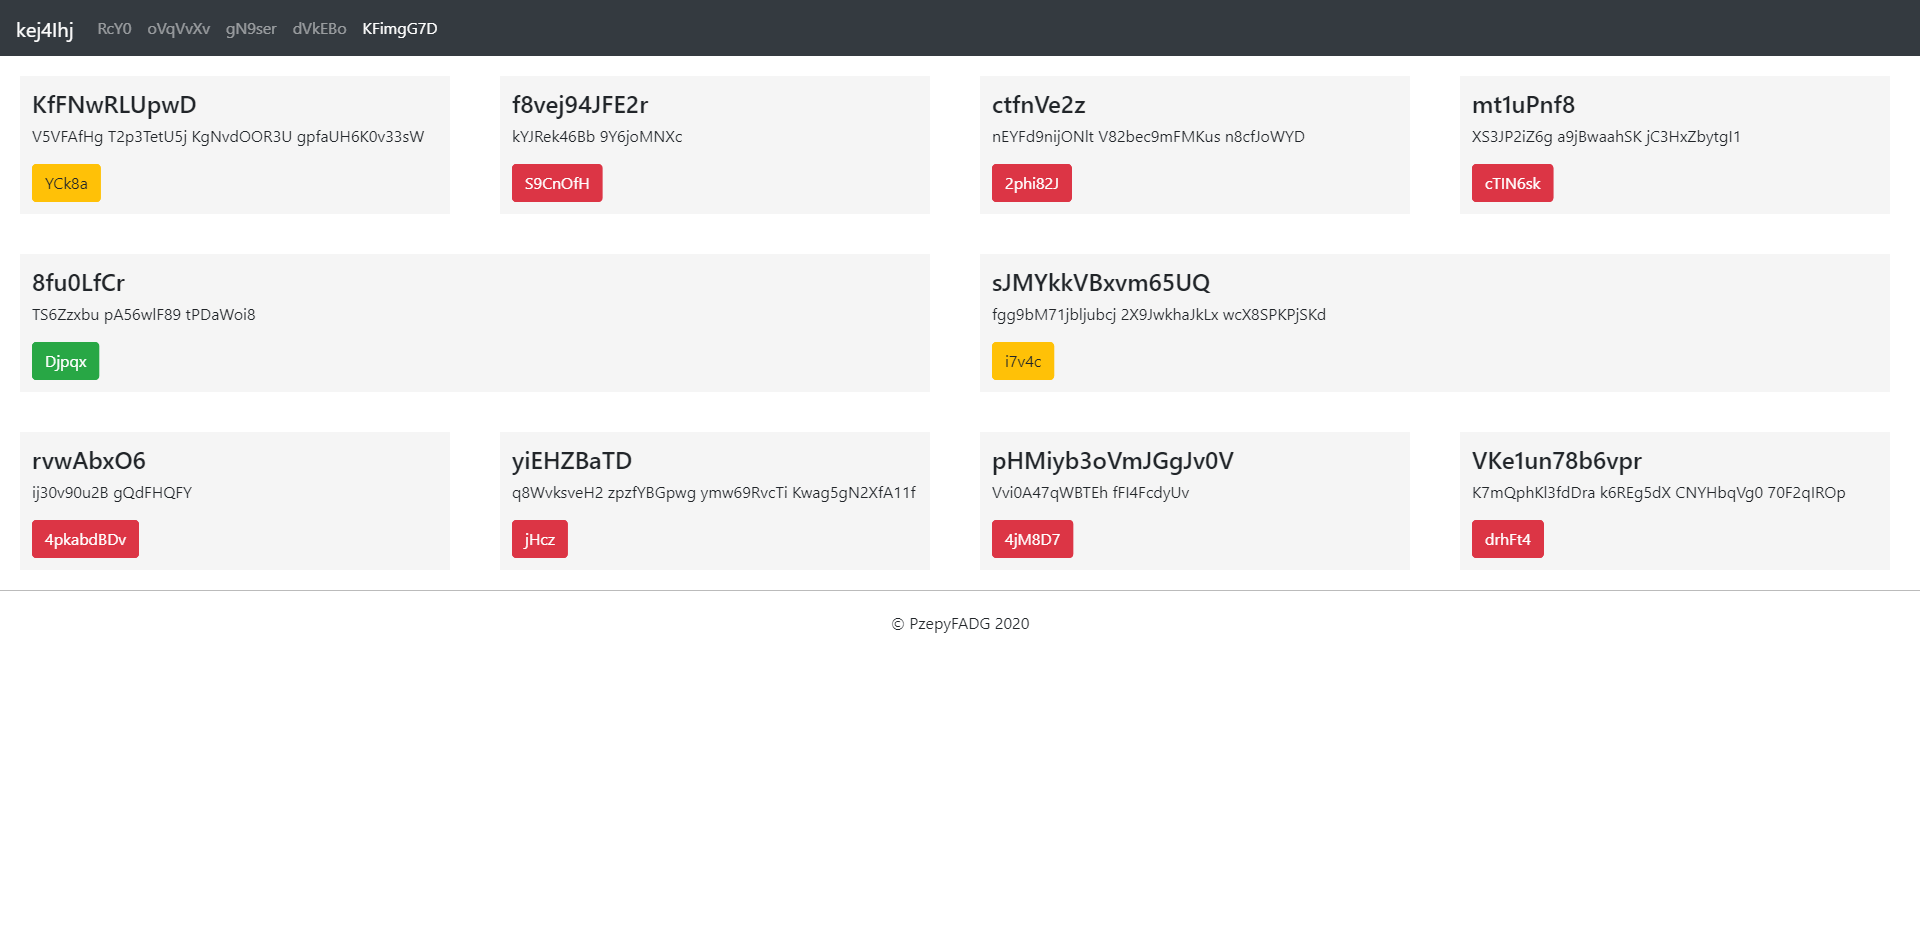 kej4Ihj RcY0 oVqVvXv gN9ser dVkEBo KFimgG7D
KfFNwRLUpwD
V5VFAfHg T2p3TetU5j KgNvdOOR3U gpfaUH6K0v33sW
YCk8a
f8vej94JFE2r
kYJRek46Bb 9Y6joMNXc
S9CnOfH
ctfnVe2z
nEYFd9nijONlt V82bec9mFMKus n8cfJoWYD
2phi82J
mt1uPnf8
XS3JP2iZ6g a9jBwaahSK jC3HxZbytgI1
cTIN6sk
8fu0LfCr
TS6Zzxbu pA56wlF89 tPDaWoi8
Djpqx
sJMYkkVBxvm65UQ
fgg9bM71jbljubcj 2X9JwkhaJkLx wcX8SPKPjSKd
i7v4c
rvwAbxO6
ij30v90u2B gQdFHQFY
4pkabdBDv
yiEHZBaTD
q8WvksveH2 zpzfYBGpwg ymw69RvcTi Kwag5gN2XfA11f
jHcz
pHMiyb3oVmJGgJv0V
Vvi0A47qWBTEh fFI4FcdyUv
4jM8D7
VKe1un78b6vpr
K7mQphKl3fdDra k6REg5dX CNYHbqVg0 70F2qIROp
drhFt4
© PzepyFADG 2020